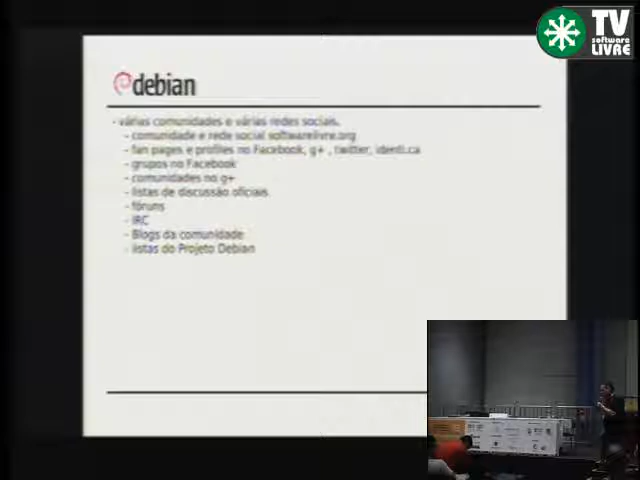 TV
software
LIVRE
debian
- várias comunidades e várias redes sociais.
- comunidade e rede social softwarelivre.org
- fan pages e profiles no Facebook, g+ , twitter, identi.ca
- grupos no Facebook
- comunidades no g+
- listas de discussão oficiais
- fóruns
- IRC
- Blogs da comunidade
- listas do Projeto Debian